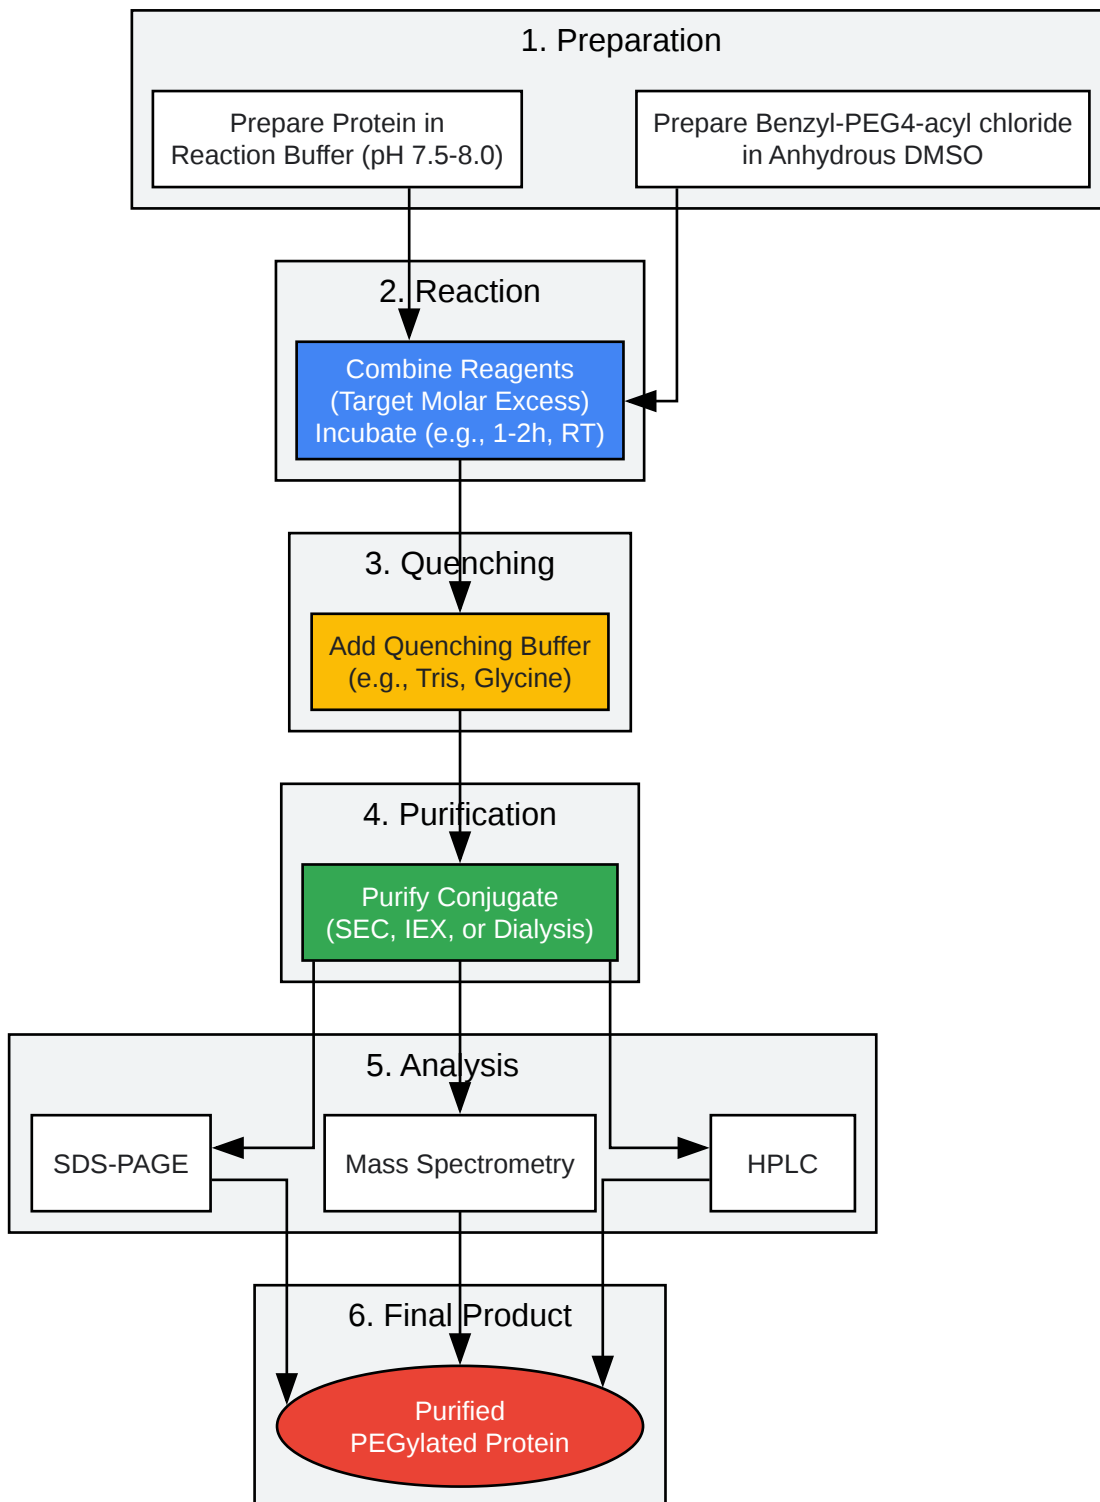 1. Preparation
Prepare Protein in
Reaction Buffer (pH 7.5-8.0)
Prepare Benzyl-PEG4-acyl chloride
in Anhydrous DMSO
2. Reaction
Combine Reagents
(Target Molar Excess)
Incubate (e.g., 1-2h, RT)
3. Quenching
Add Quenching Buffer
(e.g., Tris, Glycine)
4. Purification
Purify Conjugate
(SEC, IEX, or Dialysis)
5. Analysis
SDS-PAGE
Mass Spectrometry
HPLC
6. Final Product
Purified
PEGylated Protein